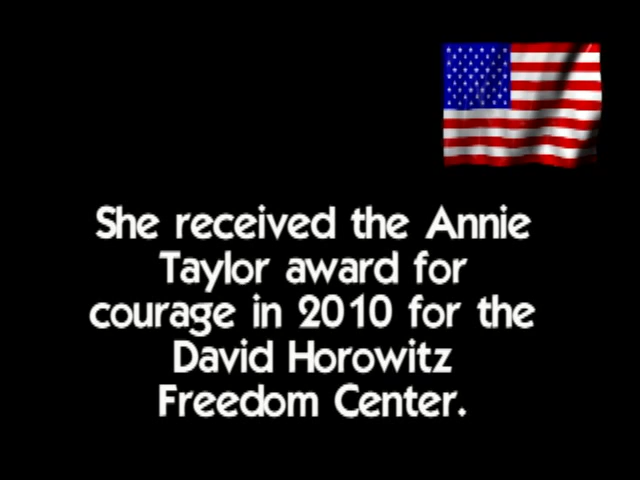 She received the Annie
Taylor award for
courage in 2010 for the
David Horowitz
Freedom Center.